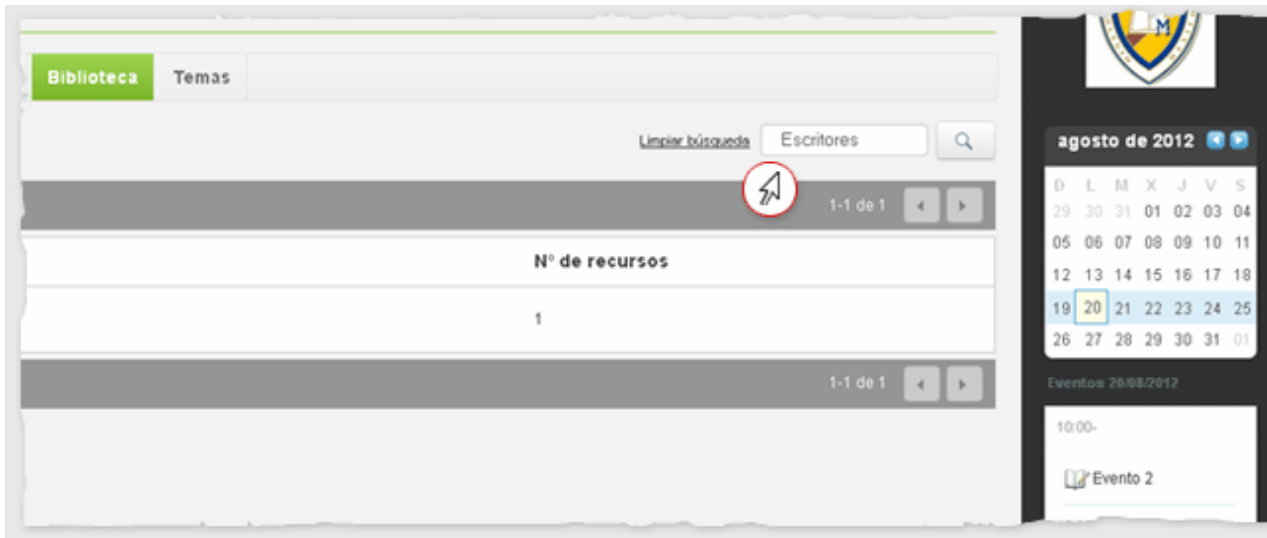 M
Biblioteca Temas
Limpiar búsqueda Escritores
1-1 de 1
Nº de recursos
1
1-1 de 1
agosto de 2012
D L M X J V S
29 30 31 01 02 03 04
05 06 07 08 09 10 11
12 13 14 15 16 17 18
19 20 21 22 23 24 25
26 27 28 29 30 31 01
Eventos 20/08/2012
10:00-
Evento 2